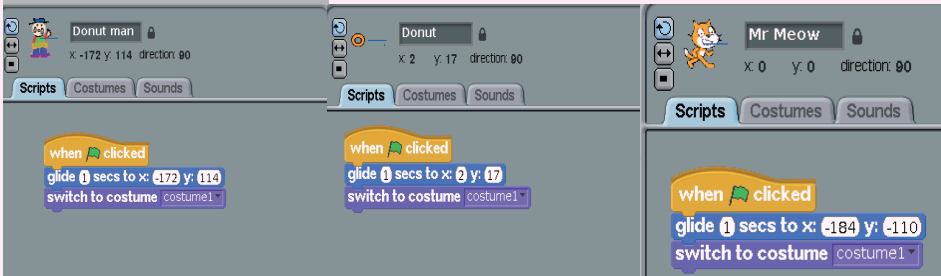 Donut man
x: -172 y: 114 direction: 90
Scripts Costumes Sounds
when clicked
glide 1 secs to x: -172 y: 114
switch to costume costume1
Donut
x: 2 y: 17 direction: 90
Scripts Costumes Sounds
when clicked
glide 1 secs to x: 2 y: 17
switch to costume costume1
Mr Meow
x: 0 y: 0 direction: 90
Scripts Costumes Sounds
when clicked
glide 1 secs to x: -184 y: -110
switch to costume costume1